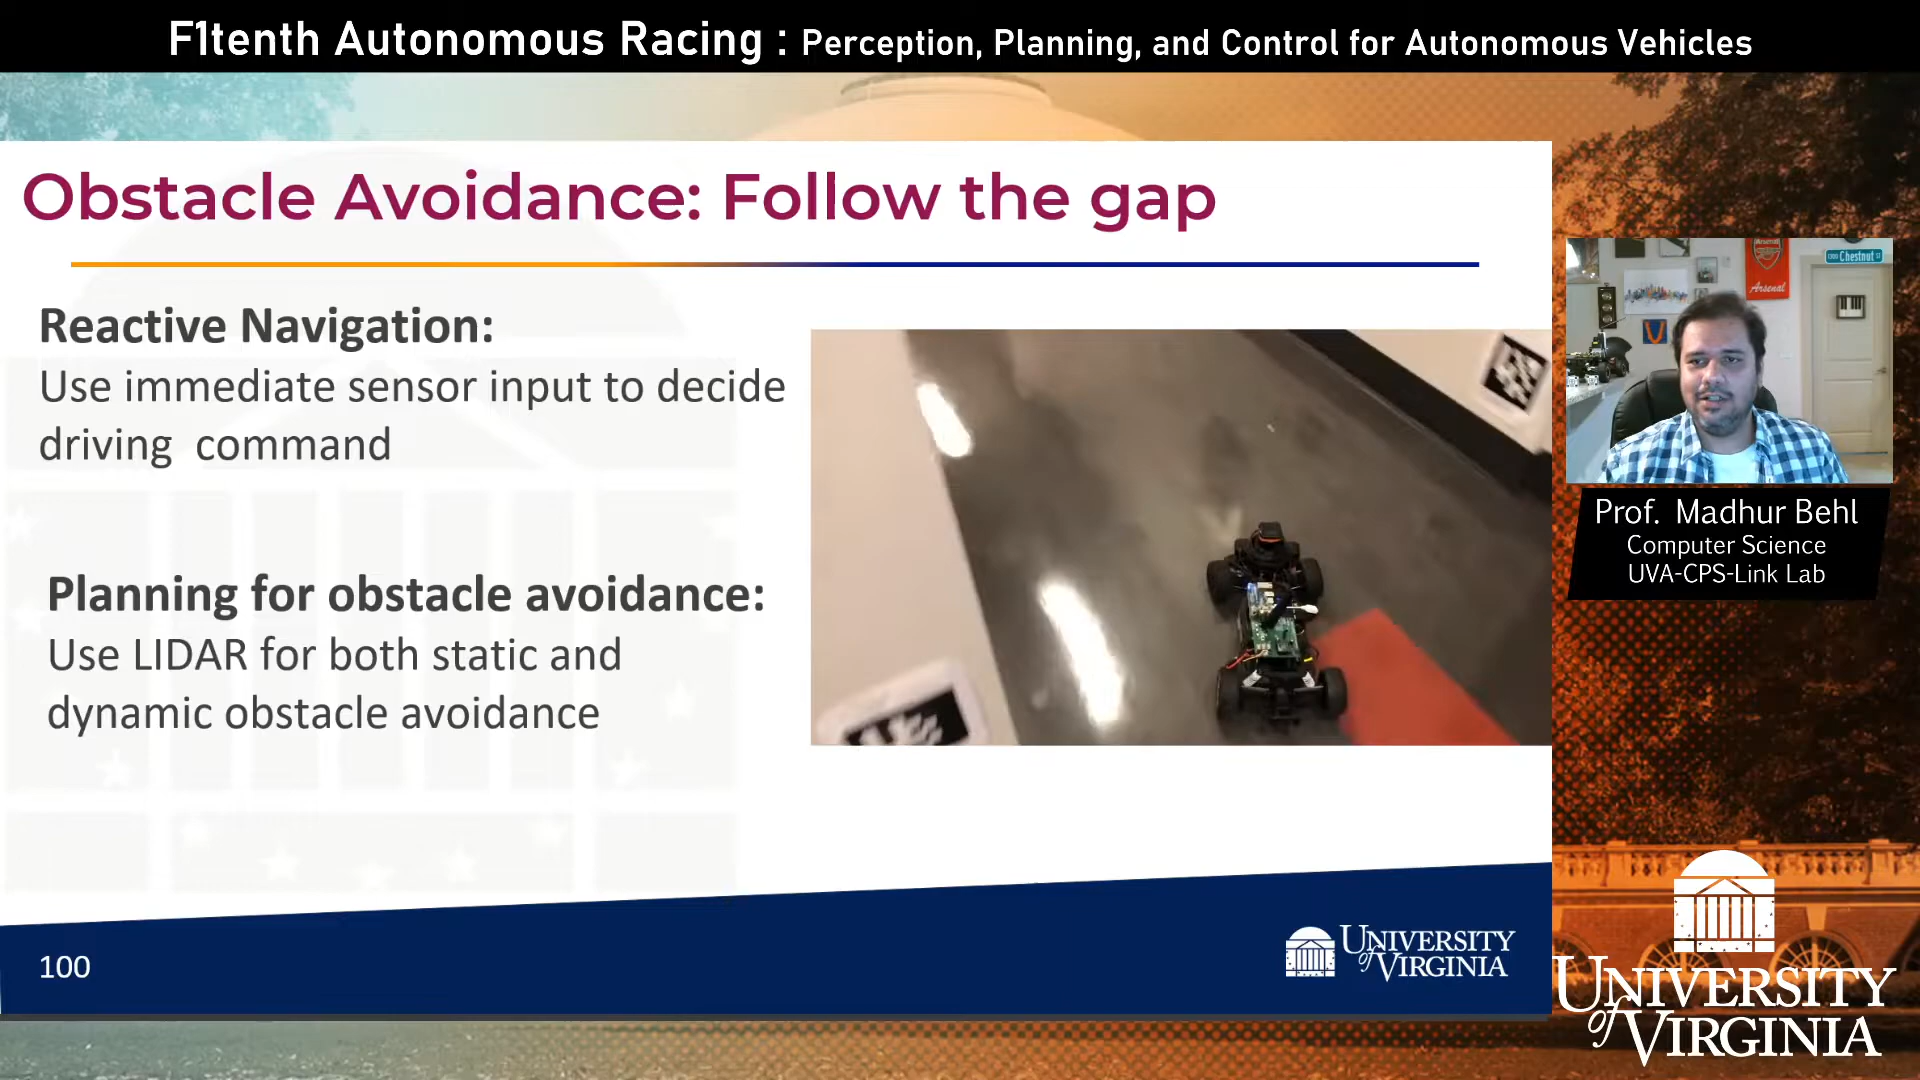 F1tenth Autonomous Racing : Perception, Planning, and Control for Autonomous Vehicles
Obstacle Avoidance: Follow the gap
Reactive Navigation:
Use immediate sensor input to decide
driving command
Planning for obstacle avoidance:
Use LIDAR for both static and
dynamic obstacle avoidance
100
UNIVERSITY
of VIRGINIA
Arsenal
Chestnut
Arsenal
Prof. Madhur Behl
Computer Science
UVA-CPS-Link Lab
UNIVERSITY
of VIRGINIA